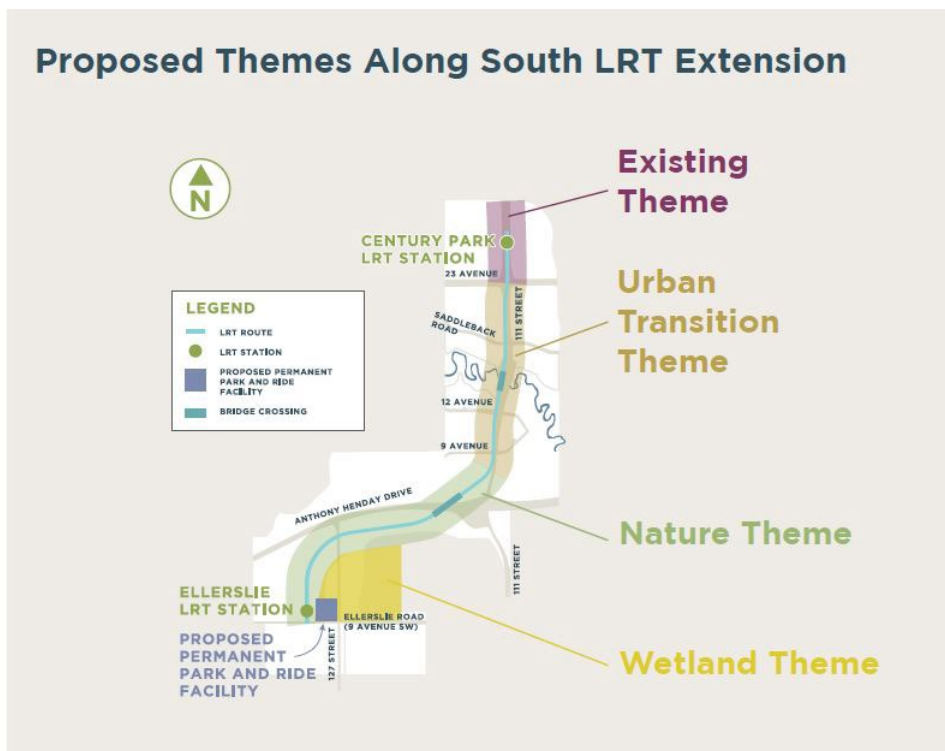 Proposed Themes Along South LRT Extension
Existing
Theme
N
CENTURY PARK
LRT STATION
23 AVENUE
111 STREET
Urban
Transition
Theme
LEGEND
LRT ROUTE
LRT STATION
PROPOSED PERMANENT
PARK AND RIDE
FACILITY
BRIDGE CROSSING
SADDLEBACK
ROAD
12 AVENUE
9 AVENUE
ANTHONY HENDAY DRIVE
Nature Theme
111 STREET
ELLERSLIE
LRT STATION
ELLERSLIE ROAD
(9 AVENUE SW)
127 STREET
PROPOSED
PERMANENT
PARK AND RIDE
FACILITY
Wetland Theme